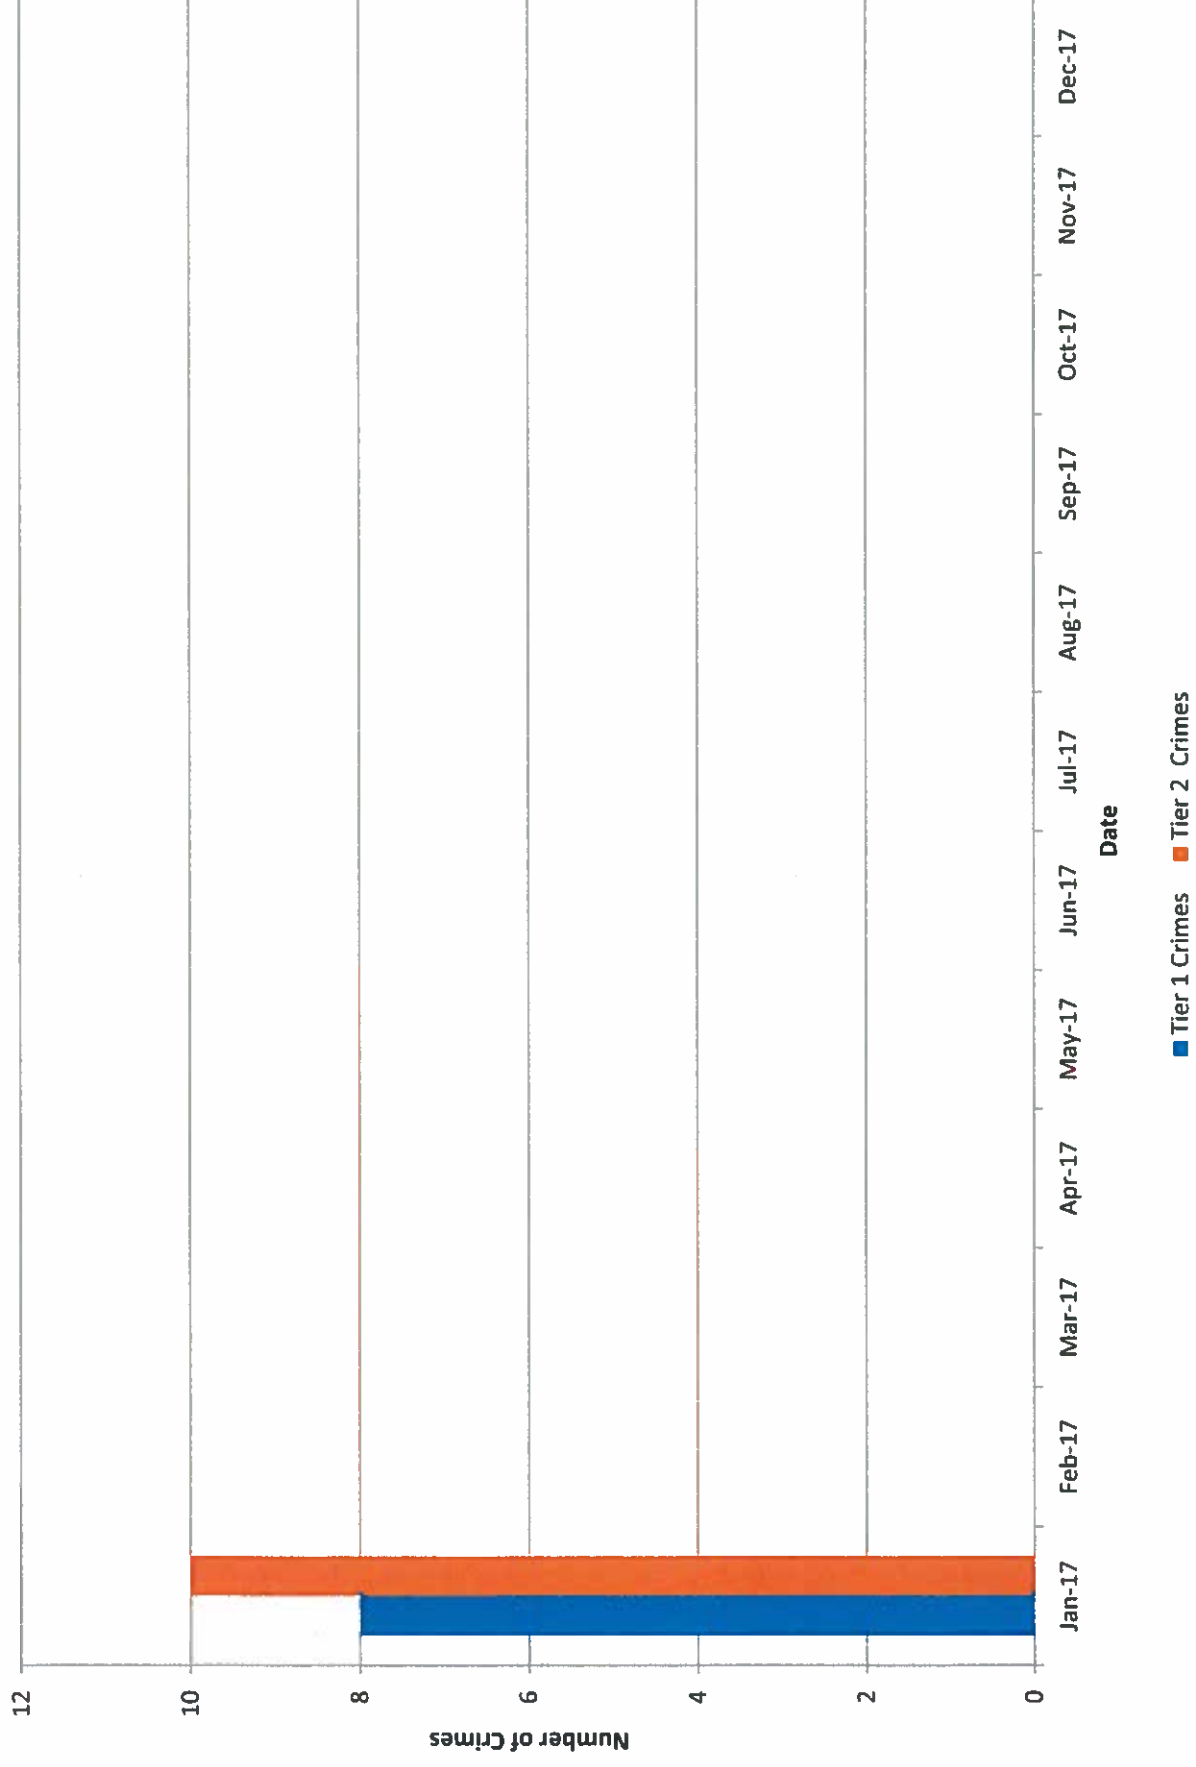 12
10
8
6
4
2
0
Number of Crimes
Jan-17 Feb-17 Mar-17 Apr-17 May-17 Jun-17 Jul-17 Aug-17 Sep-17 Oct-17 Nov-17 Dec-17
Date
Tier 1 Crimes Tier 2 Crimes